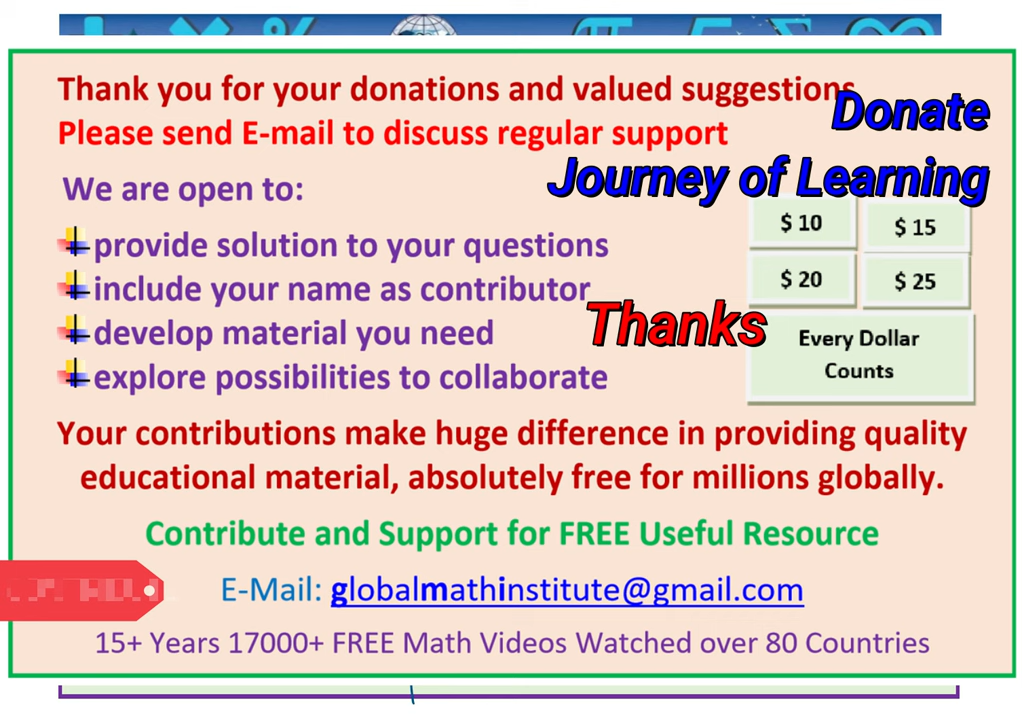 Thank you for your donations and valued suggestion
Please send E-mail to discuss regular support
Donate
Journey of Learning
We are open to:
provide solution to your questions
include your name as contributor
develop material you need
explore possibilities to collaborate
$ 10
$ 15
$ 20
$ 25
Thanks
Every Dollar
Counts
Your contributions make huge difference in providing quality
educational material, absolutely free for millions globally.
Contribute and Support for FREE Useful Resource
E-Mail: globalmathinstitute@gmail.com
15+ Years 17000+ FREE Math Videos Watched over 80 Countries